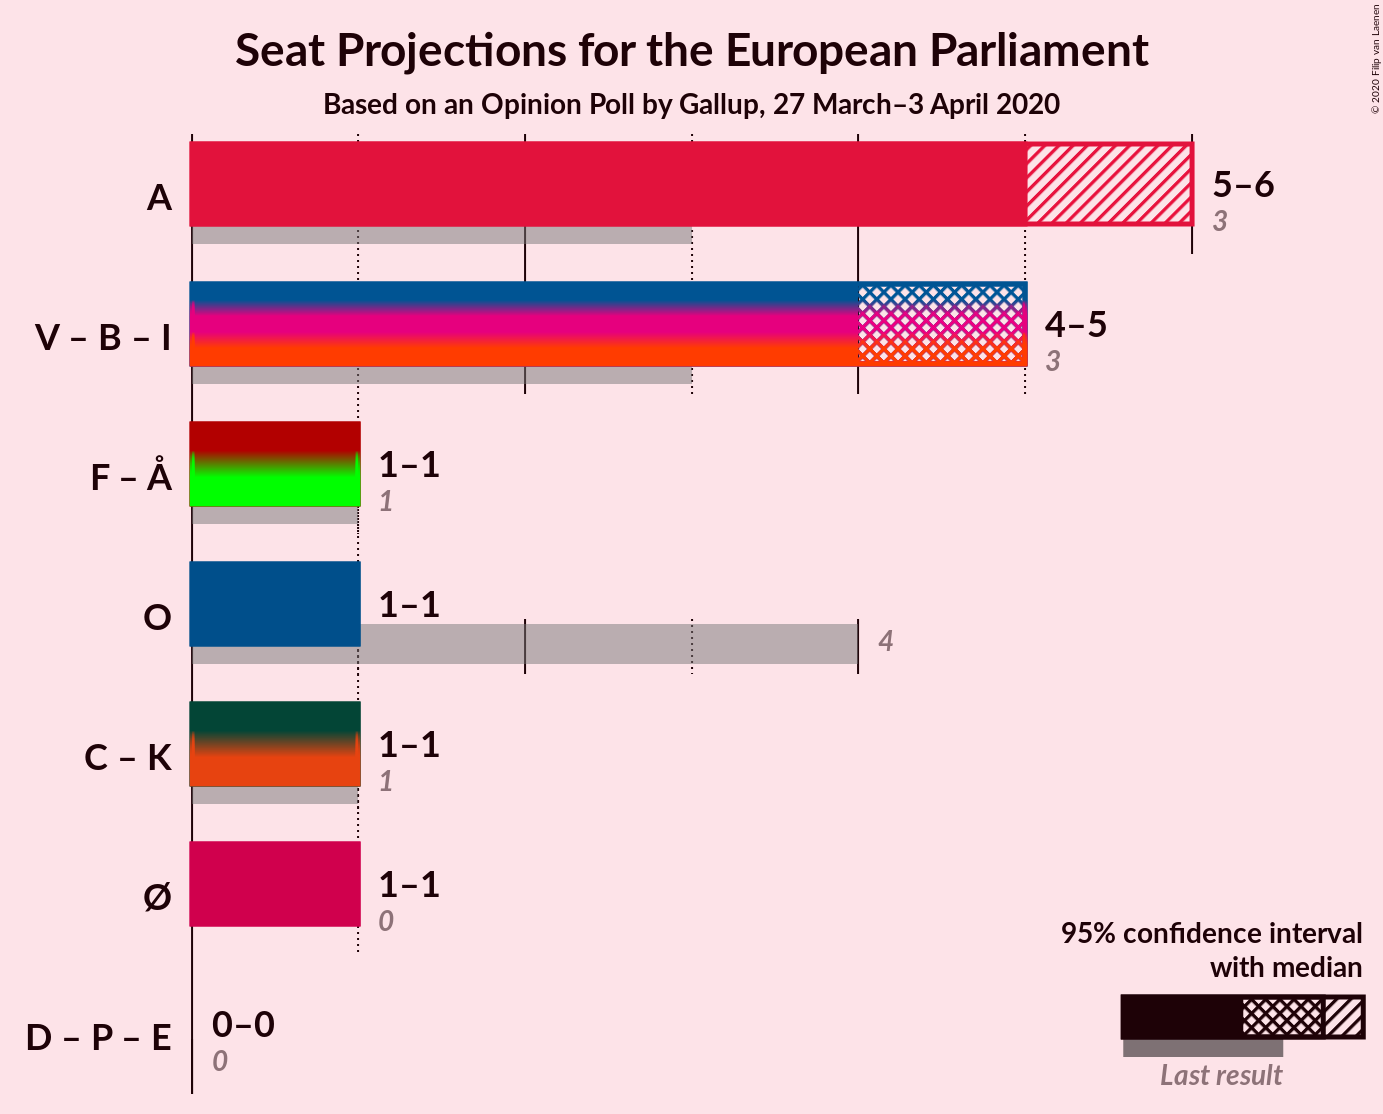 Seat Projections for the European Parliament
Based on an Opinion Poll by Gallup, 27 March–3 April 2020
© 2020 Filip van Laenen
A
5–6
3
V – B – I
4–5
3
F – Å
1–1
1
O
1–1
4
C – K
1–1
1
Ø
1–1
0
D – P – E
0–0
0
95% confidence interval
with median
Last result